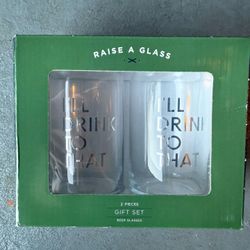 RAISE A GLASS
I'LL
DRINK
TO
THAT
I'LL
DRINK
TO
THAT
2 PIECES
GIFT SET
BEER GLASSES